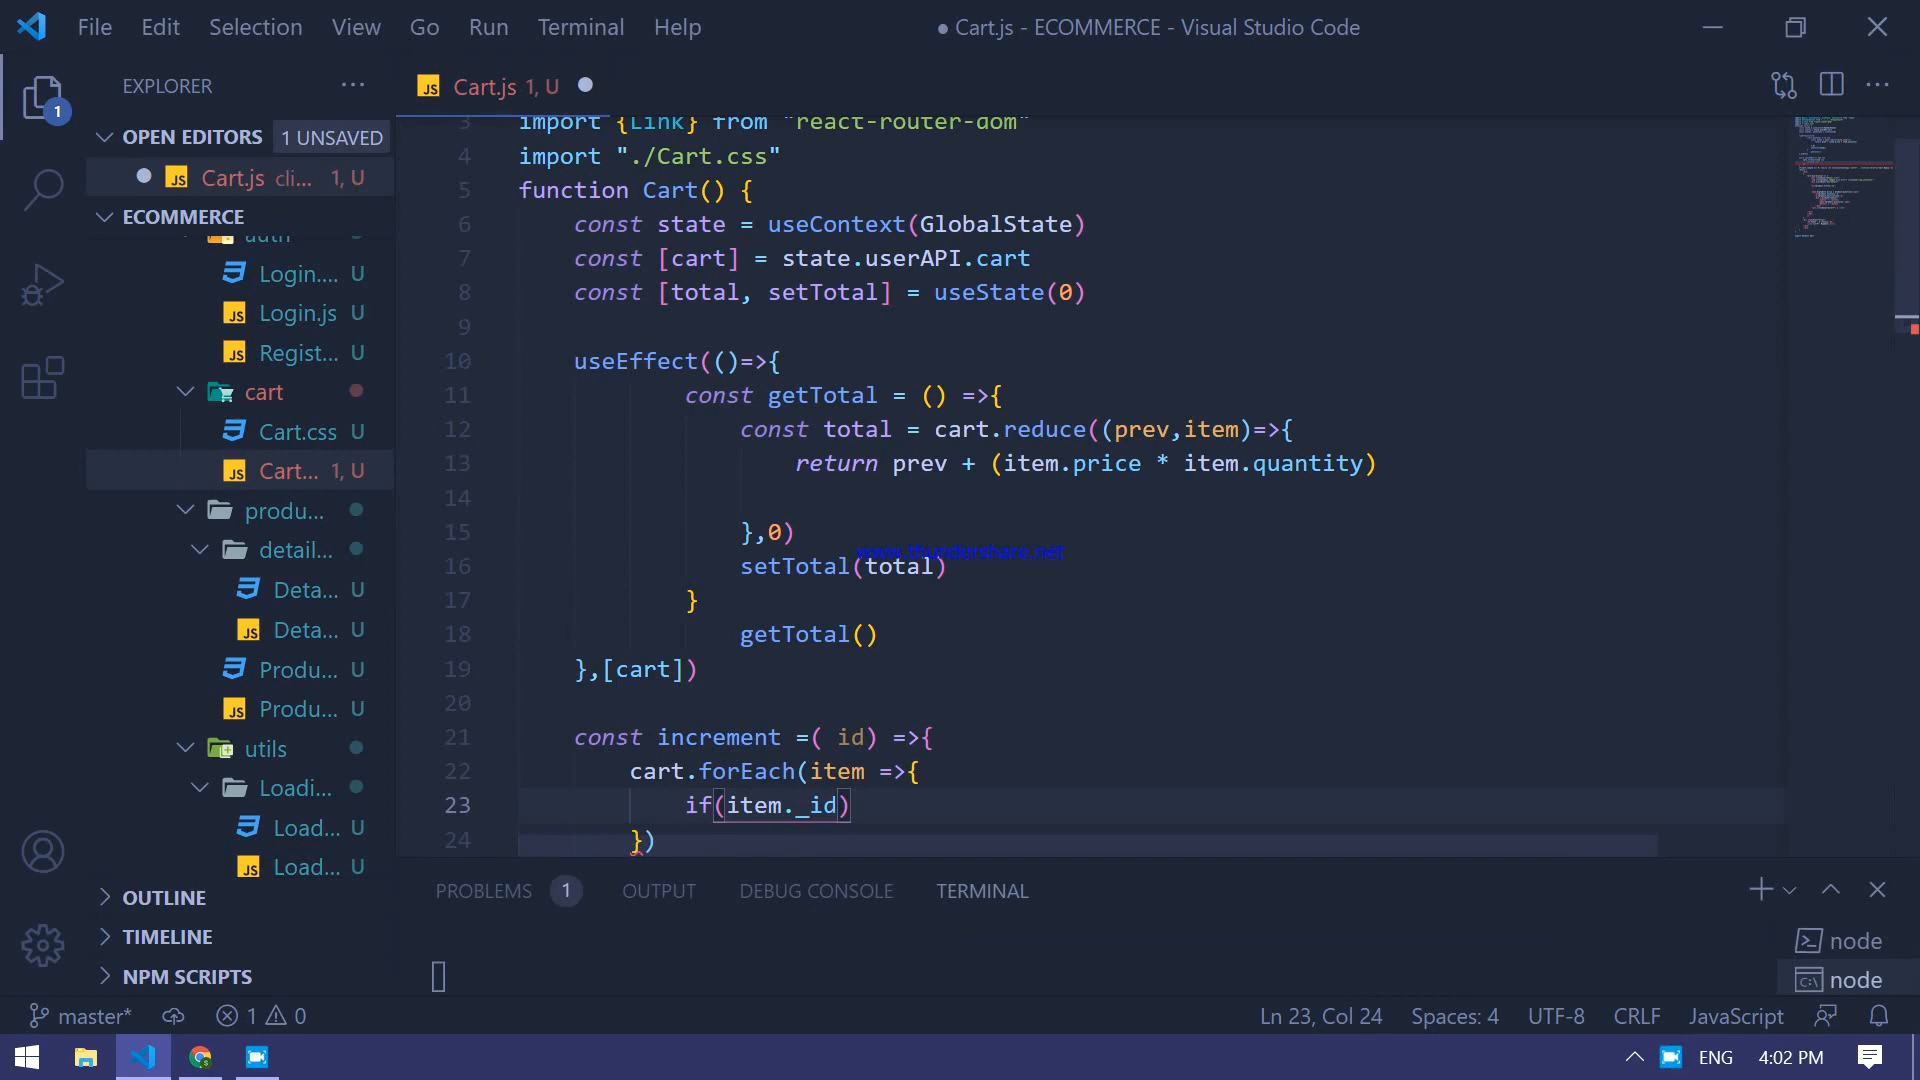 File Edit Selection View Go Run Terminal Help
● Cart.js - ECOMMERCE - Visual Studio Code
EXPLORER
OPEN EDITORS 1 UNSAVED
Cart.js cli... 1, U
ECOMMERCE
auth
Login.... U
Login.js U
Regist... U
cart
Cart.css U
Cart... 1, U
produ...
detail...
Deta... U
Deta... U
Produ... U
Produ... U
utils
Loadi...
Load... U
Load... U
OUTLINE
TIMELINE
NPM SCRIPTS
Cart.js 1, U
3 import {Link} from "react-router-dom"
4 import "./Cart.css"
5 function Cart() {
6 const state = useContext(GlobalState)
7 const [cart] = state.userAPI.cart
8 const [total, setTotal] = useState(0)
9
10 useEffect(()=>{
11 const getTotal = () =>{
12 const total = cart.reduce((prev,item)=>{
13 return prev + (item.price * item.quantity)
14
15 },0)
www.thundershare.net
16 setTotal(total)
17 }
18 getTotal()
19 },[cart])
20
21 const increment =( id) =>{
22 cart.forEach(item =>{
23 if(item._id)
24 })
PROBLEMS 1 OUTPUT DEBUG CONSOLE TERMINAL
node
node
master* 1 0 Ln 23, Col 24 Spaces: 4 UTF-8 CRLF JavaScript
ENG 4:02 PM